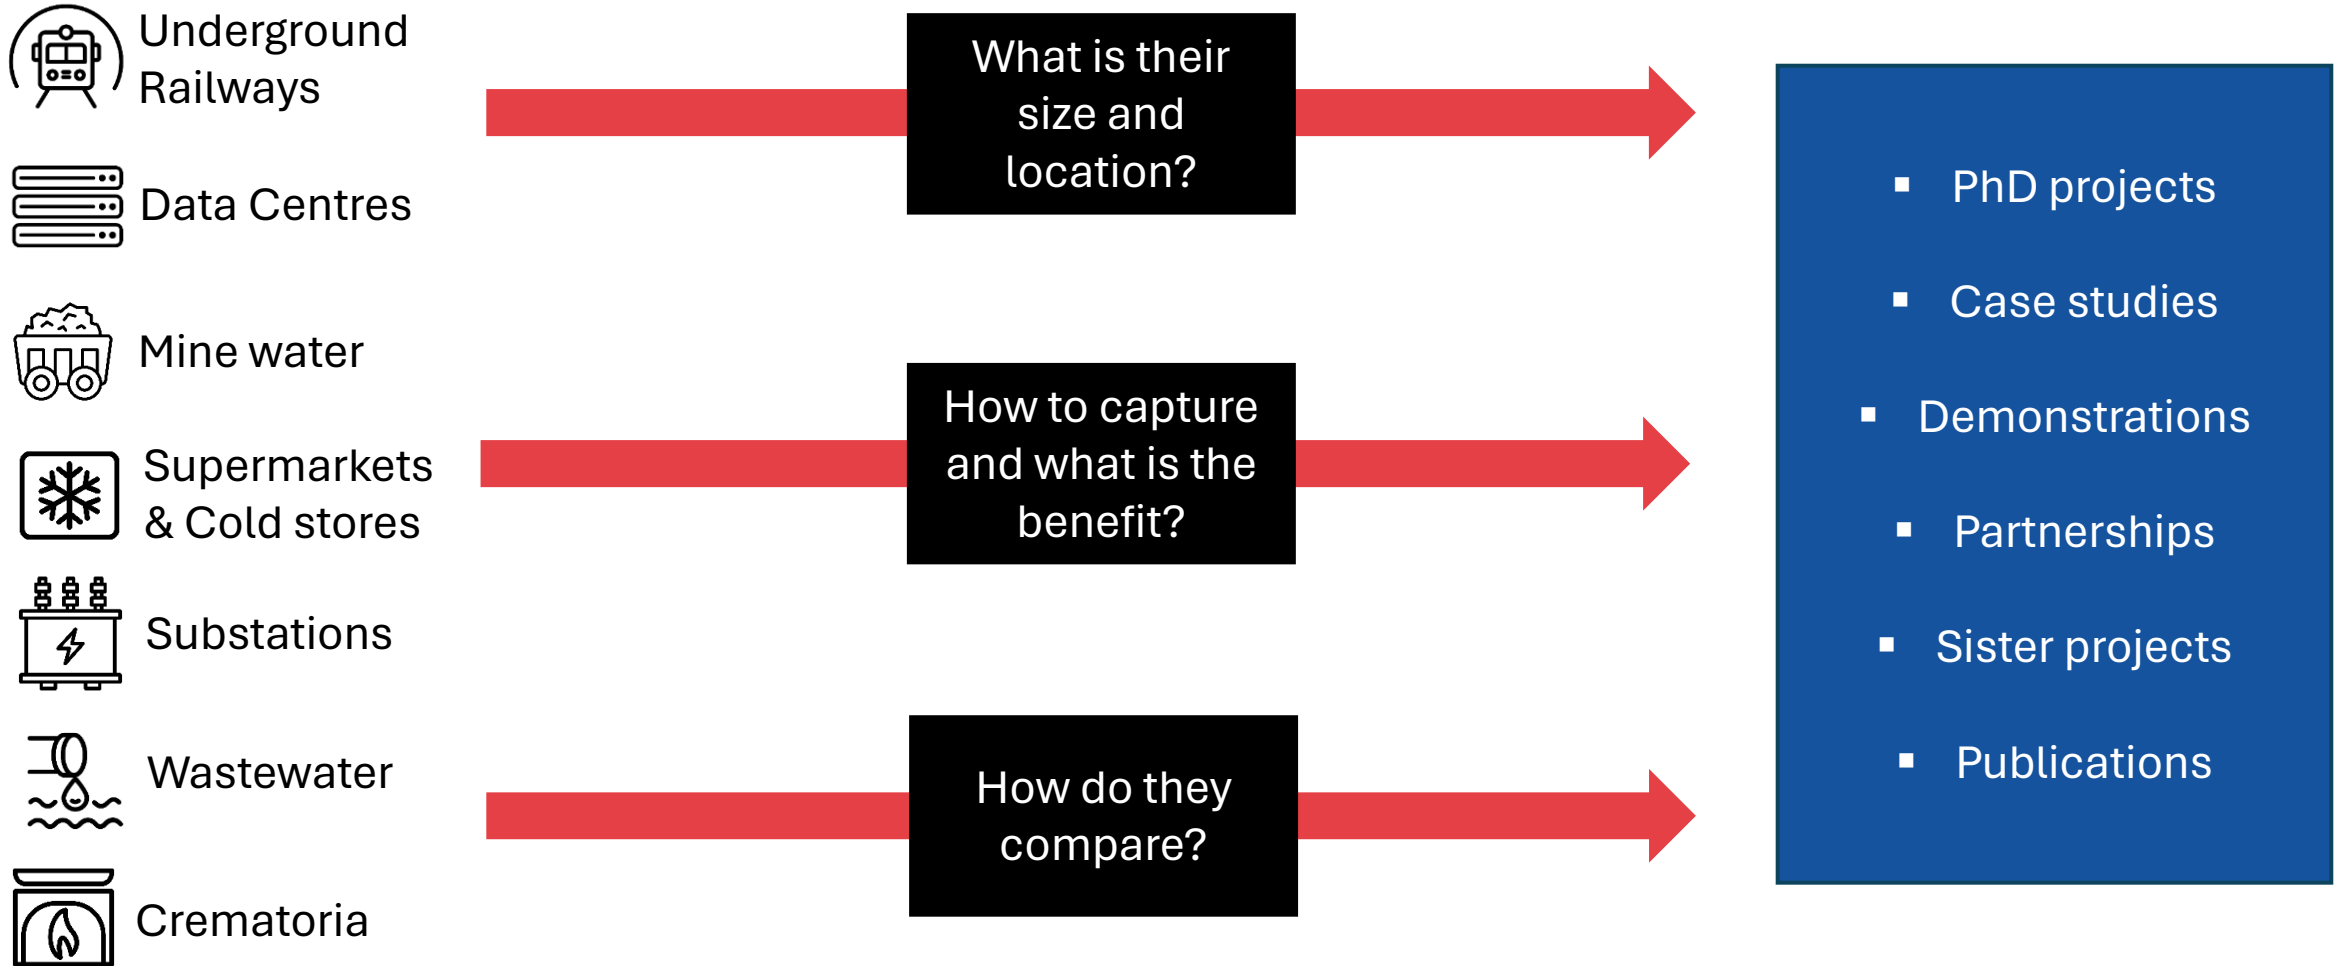 Underground
Railways
Data Centres
Mine water
Supermarkets
& Cold stores
Substations
Wastewater
Crematoria
What is their
size and
location?
How to capture
and what is the
benefit?
How do they
compare?
▪ PhD projects
▪ Case studies
▪ Demonstrations
▪ Partnerships
▪ Sister projects
▪ Publications